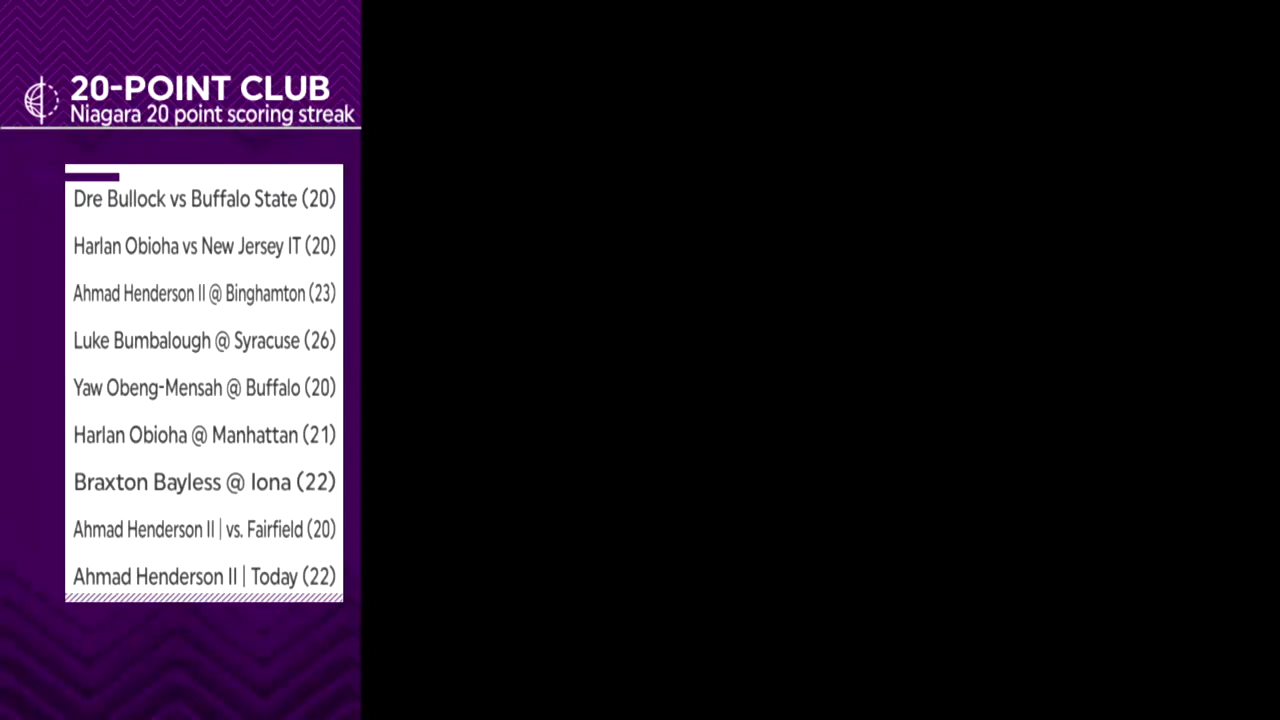 20-POINT CLUB
Niagara 20 point scoring streak
Dre Bullock vs Buffalo State (20)
Harlan Obioha vs New Jersey IT (20)
Ahmad Henderson II @ Binghamton (23)
Luke Bumbalough @ Syracuse (26)
Yaw Obeng-Mensah @ Buffalo (20)
Harlan Obioha @ Manhattan (21)
Braxton Bayless @ Iona (22)
Ahmad Henderson II | vs. Fairfield (20)
Ahmad Henderson II | Today (22)